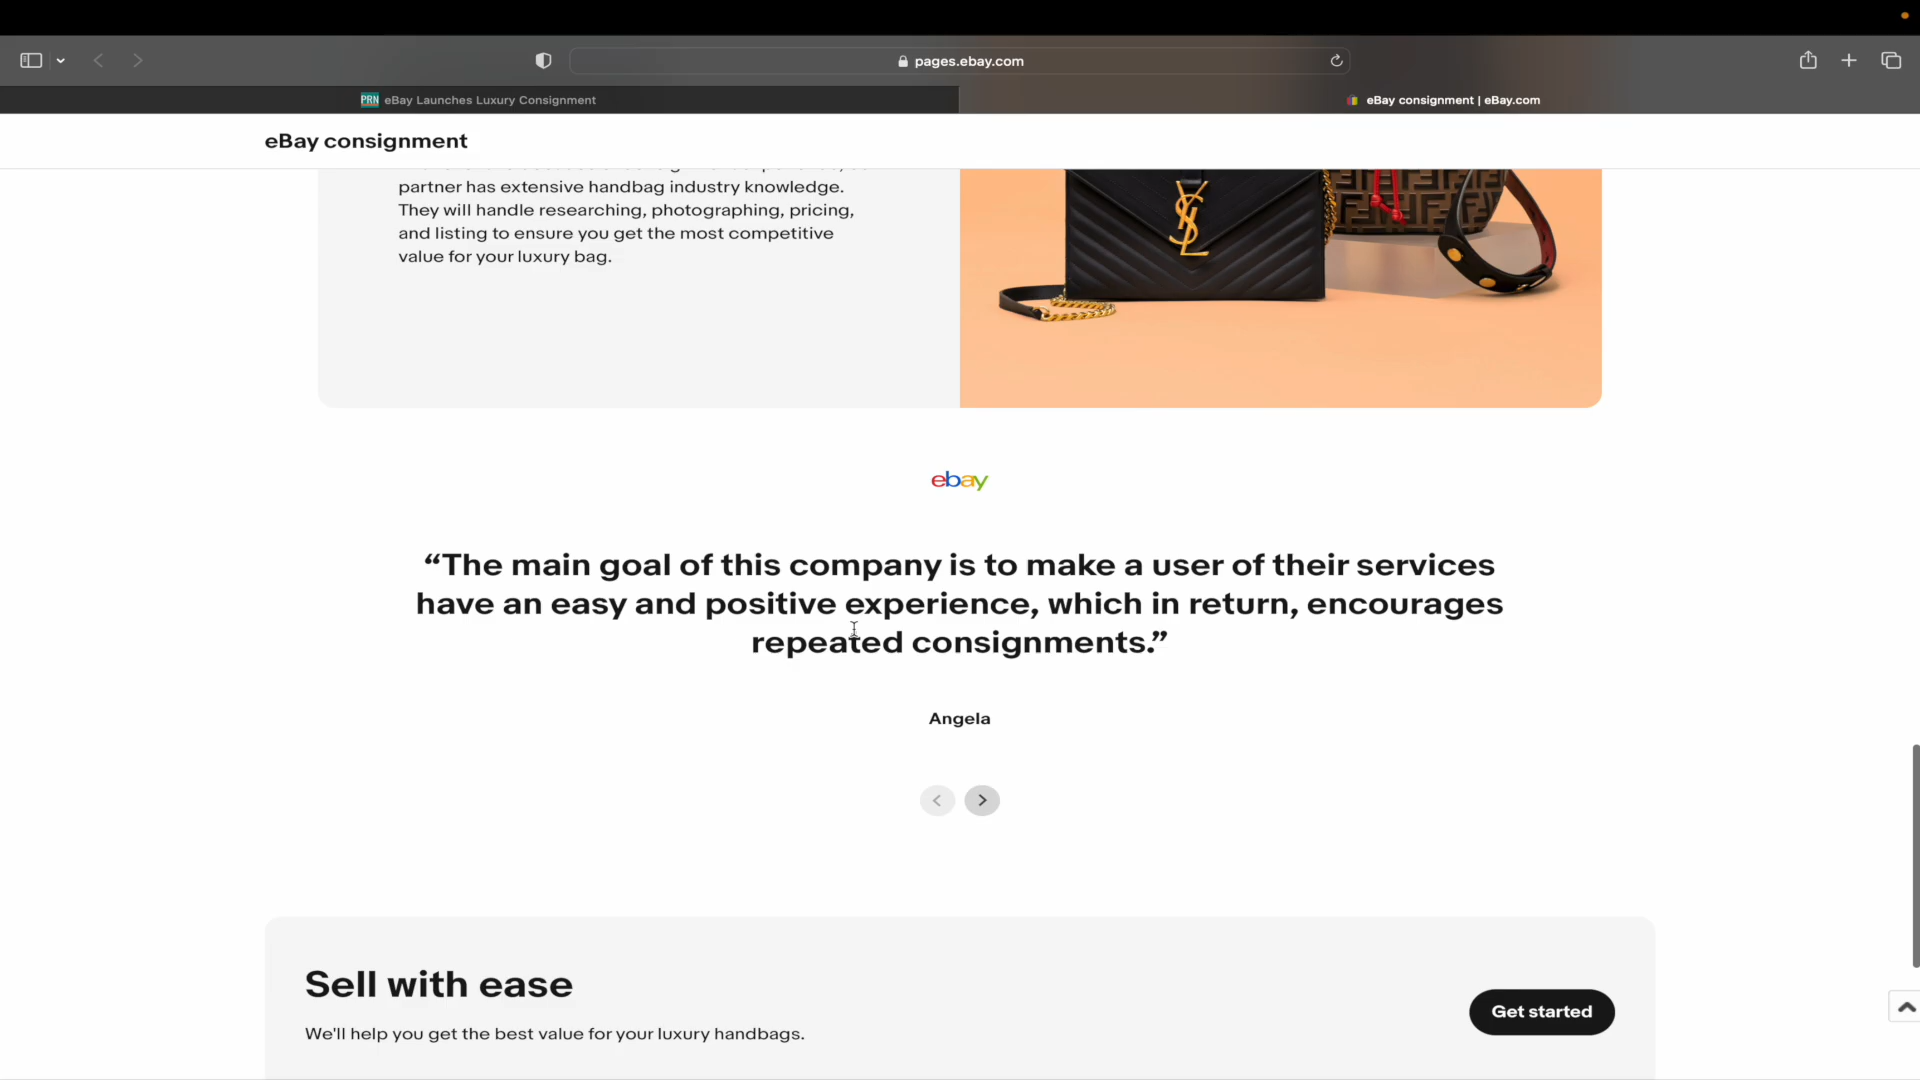 pages.ebay.com
PRN eBay Launches Luxury Consignment
eBay consignment | eBay.com
eBay consignment
partner has extensive handbag industry knowledge.
They will handle researching, photographing, pricing,
and listing to ensure you get the most competitive
value for your luxury bag.
YSL
ebay
“The main goal of this company is to make a user of their services
have an easy and positive experience, which in return, encourages
repeated consignments.”
Angela
Sell with ease
We'll help you get the best value for your luxury handbags.
Get started